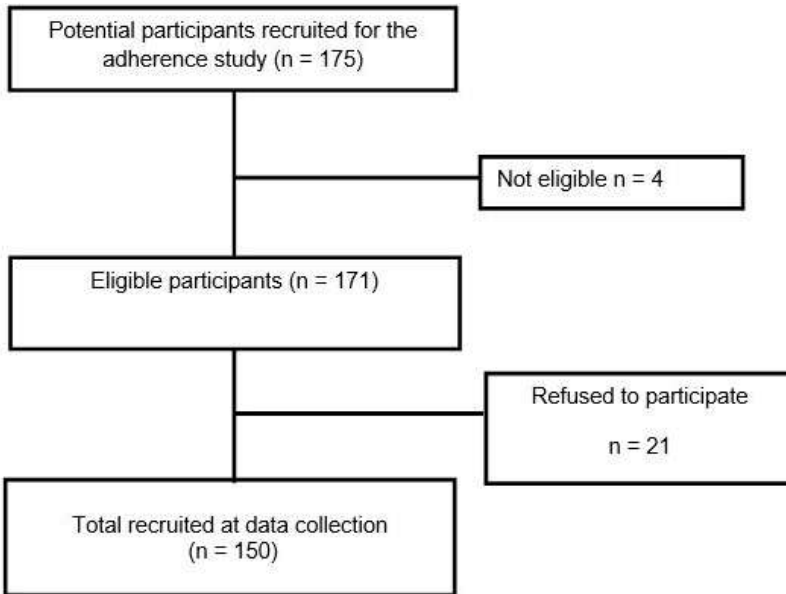 Potential participants recruited for the
adherence study (n = 175)
Not eligible n = 4
Eligible participants (n = 171)
Refused to participate
n = 21
Total recruited at data collection
(n = 150)